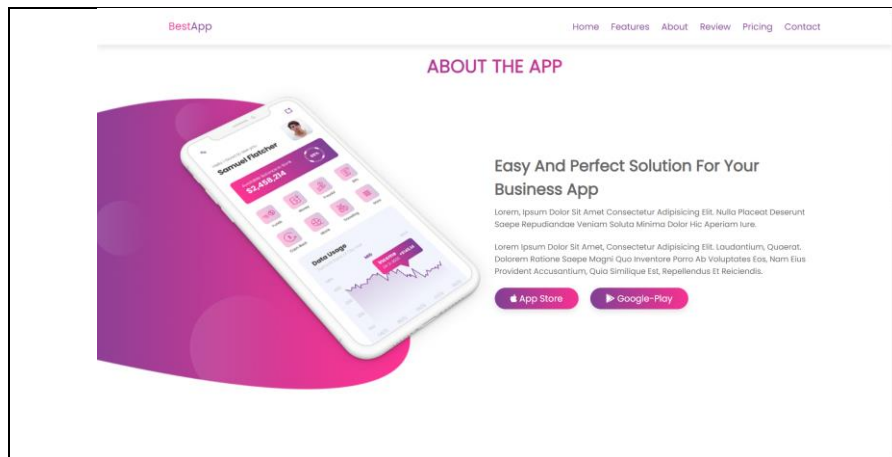 BestApp
Home Features About Review Pricing Contact
ABOUT THE APP
Samuel Flatcher
$2,458,214
Data Usage
Easy And Perfect Solution For Your
Business App
Lorem, Ipsum Dolor Sit Amet Consectetur Adipisicing Elit. Nulla Placeat Deserunt
Saepe Repudiandae Veniam Soluta Minima Dolor Hic Aperiam Iure.
Lorem Ipsum Dolor Sit Amet, Consectetur Adipisicing Elit. Laudantium, Quaerat.
Dolorem Ratione Saepe Magni Quo Inventore Porro Ab Voluptates Eos, Nam Eius
Provident Accusantium, Quia Similique Est, Repellendus Et Reiciendis.
App Store
Google-Play